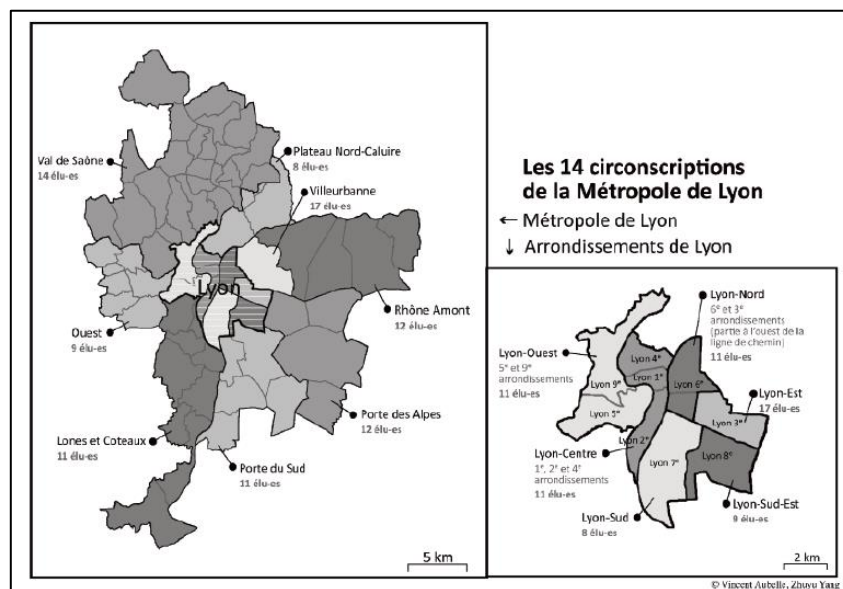 Val de Saône
14 élu-es
Plateau Nord-Caluire
8 élu-es
Villeurbanne
17 élu-es
Lyon
Ouest
9 élu-es
Rhône Amont
12 élu-es
Porte des Alpes
12 élu-es
Lones et Coteaux
11 élu-es
Porte du Sud
11 élu-es
5 km
Les 14 circonscriptions
de la Métropole de Lyon
← Métropole de Lyon
↓ Arrondissements de Lyon
Lyon-Nord
6e et 3e
arrondissements
(partie à l'ouest de la
ligne de chemin)
11 élu-es
Lyon-Ouest
5e et 9e
arrondissements
11 élu-es
Lyon 4e
Lyon 1e
Lyon 9e
Lyon 6e
Lyon-Est
17 élu-es
Lyon 5e
Lyon 3e
Lyon 2e
Lyon-Centre
1e, 2e et 4e
arrondissements
11 élu-es
Lyon 7e
Lyon 8e
Lyon-Sud-Est
9 élu-es
Lyon-Sud
8 élu-es
2 km
© Vincent Aubelle, Zhuyu Yang